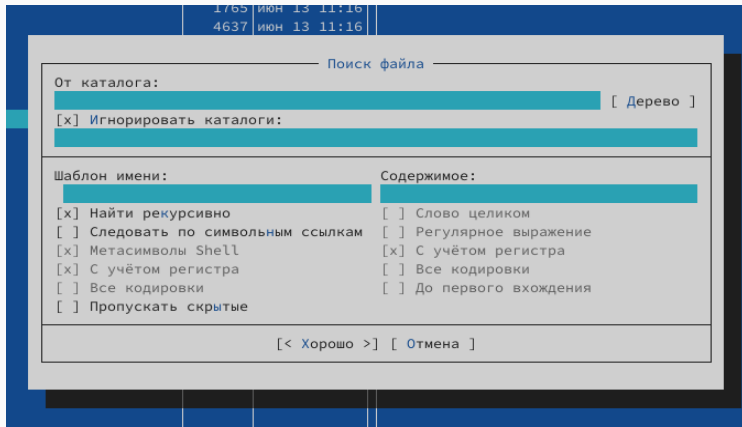 1765 июн 13 11:16
4637 июн 13 11:16
Поиск файла
От каталога:
[ Дерево ]
[x] Игнорировать каталоги:
Шаблон имени: Содержимое:
[x] Найти рекурсивно [ ] Слово целиком
[ ] Следовать по символьным ссылкам [ ] Регулярное выражение
[x] Метасимволы Shell [x] С учётом регистра
[x] С учётом регистра [ ] Все кодировки
[ ] Все кодировки [ ] До первого вхождения
[ ] Пропускать скрытые
[< Хорошо >] [ Отмена ]